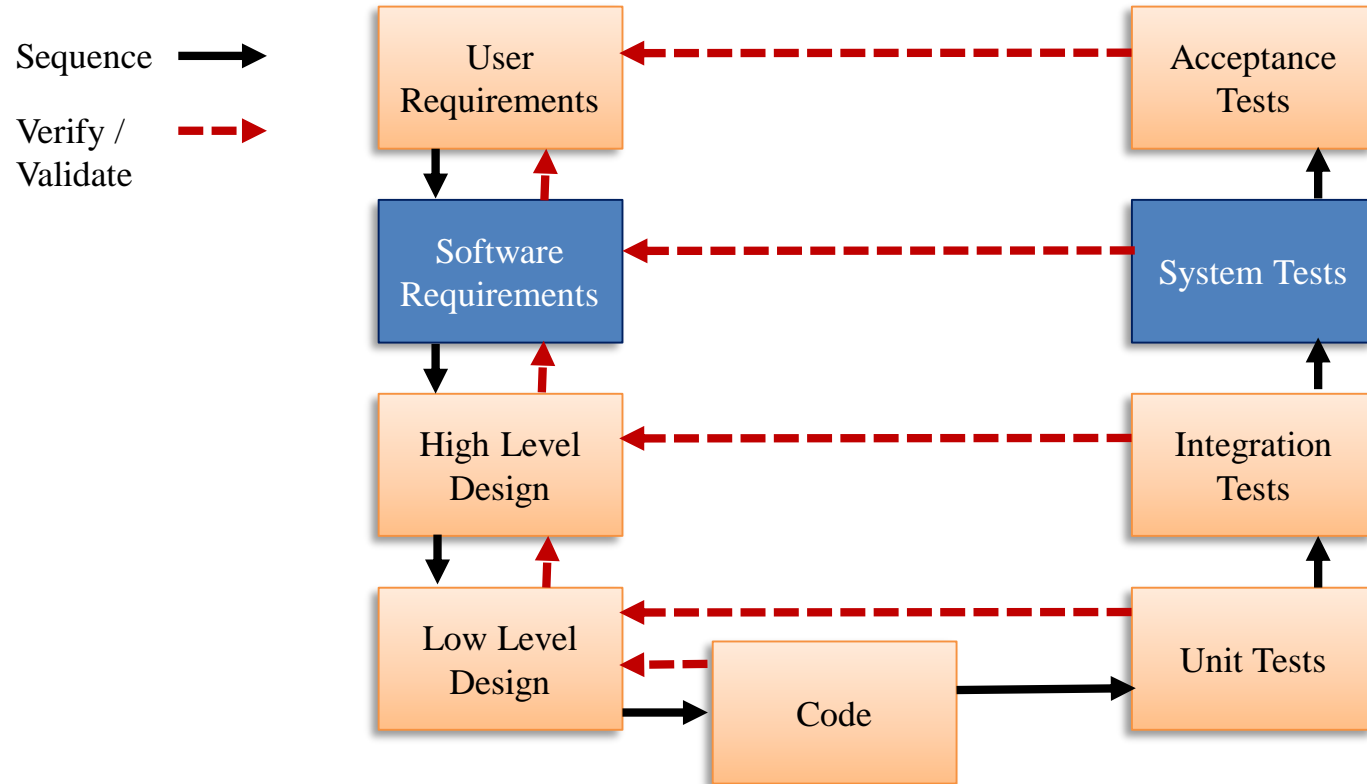 Sequence
Verify /
Validate
User
Requirements
Acceptance
Tests
Software
Requirements
System Tests
High Level
Design
Integration
Tests
Low Level
Design
Code
Unit Tests